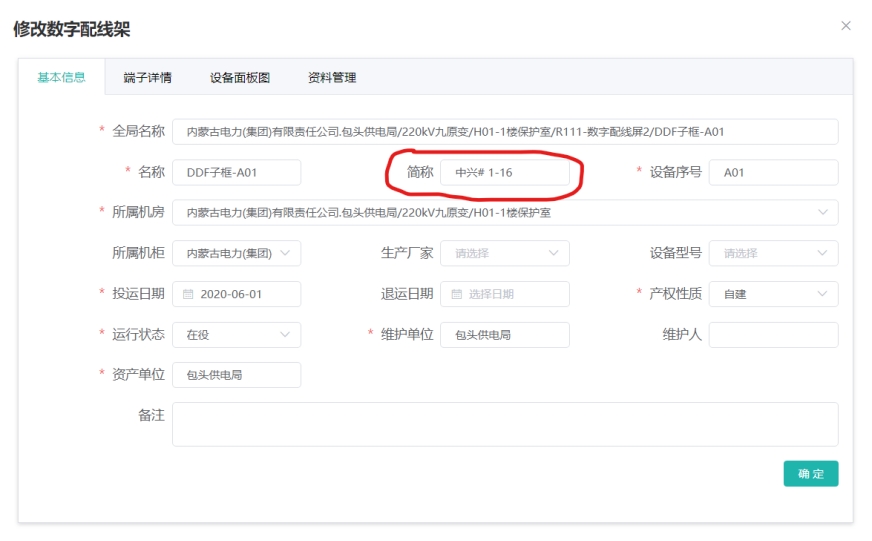 修改数字配线架
基本信息 端子详情 设备面板图 资料管理
* 全局名称 内蒙古电力(集团)有限责任公司.包头供电局/220kV九原变/H01-1楼保护室/R111-数字配线屏2/DDF子框-A01
* 名称 DDF子框-A01 简称 中兴# 1-16 * 设备序号 A01
* 所属机房 内蒙古电力(集团)有限责任公司.包头供电局/220kV九原变/H01-1楼保护室
所属机柜 内蒙古电力(集团) 生产厂家 请选择 设备型号 请选择
* 投运日期 2020-06-01 退运日期 选择日期 * 产权性质 自建
* 运行状态 在役 * 维护单位 包头供电局 维护人
* 资产单位 包头供电局
备注
确定